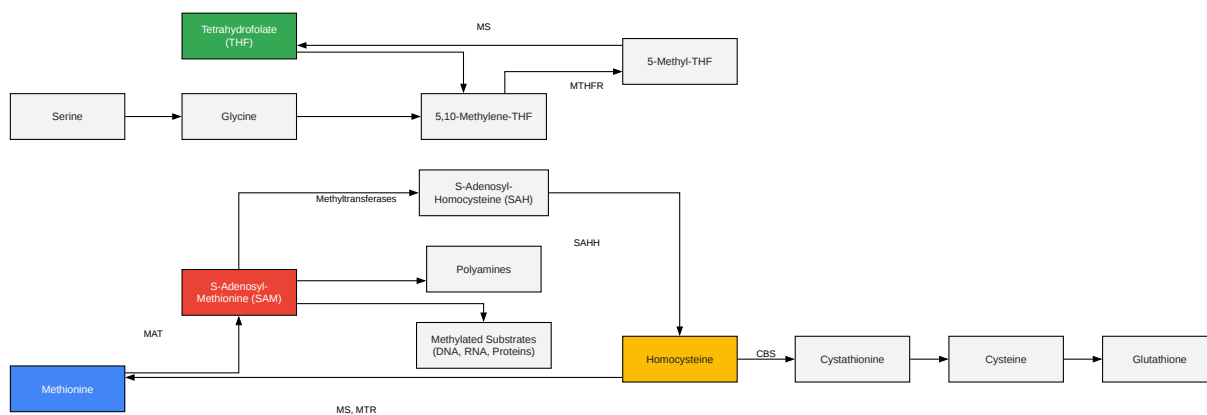 Tetrahydrofolate
(THF)
MS
5-Methyl-THF
MTHFR
Serine
Glycine
5,10-Methylene-THF
S-Adenosyl-
Homocysteine (SAH)
Methyltransferases
SAHH
Polyamines
S-Adenosyl-
Methionine (SAM)
MAT
Methylated Substrates
(DNA, RNA, Proteins)
Homocysteine
CBS
Cystathionine
Cysteine
Glutathione
Methionine
MS, MTR